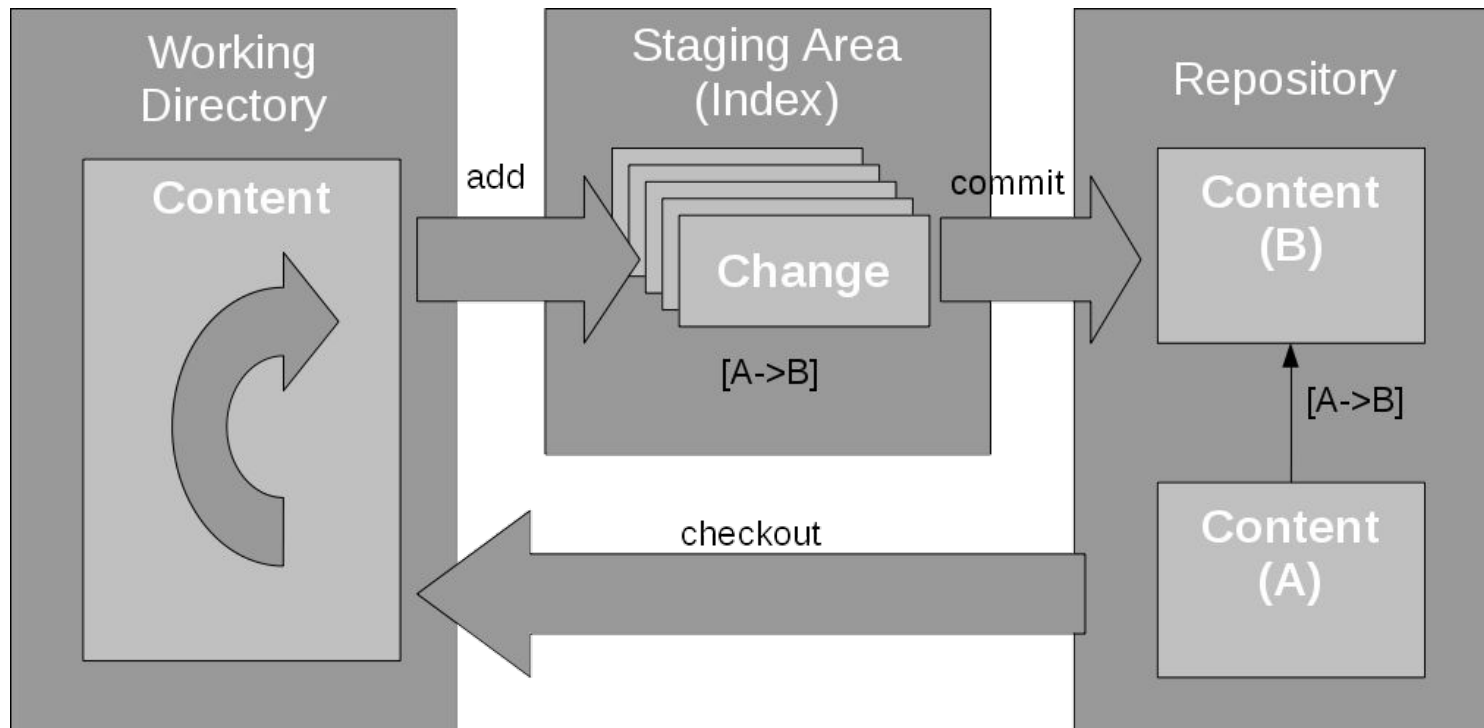 Working
Directory
Content
add
Staging Area
(Index)
Change
[A->B]
commit
Repository
Content
(B)
[A->B]
Content
(A)
checkout